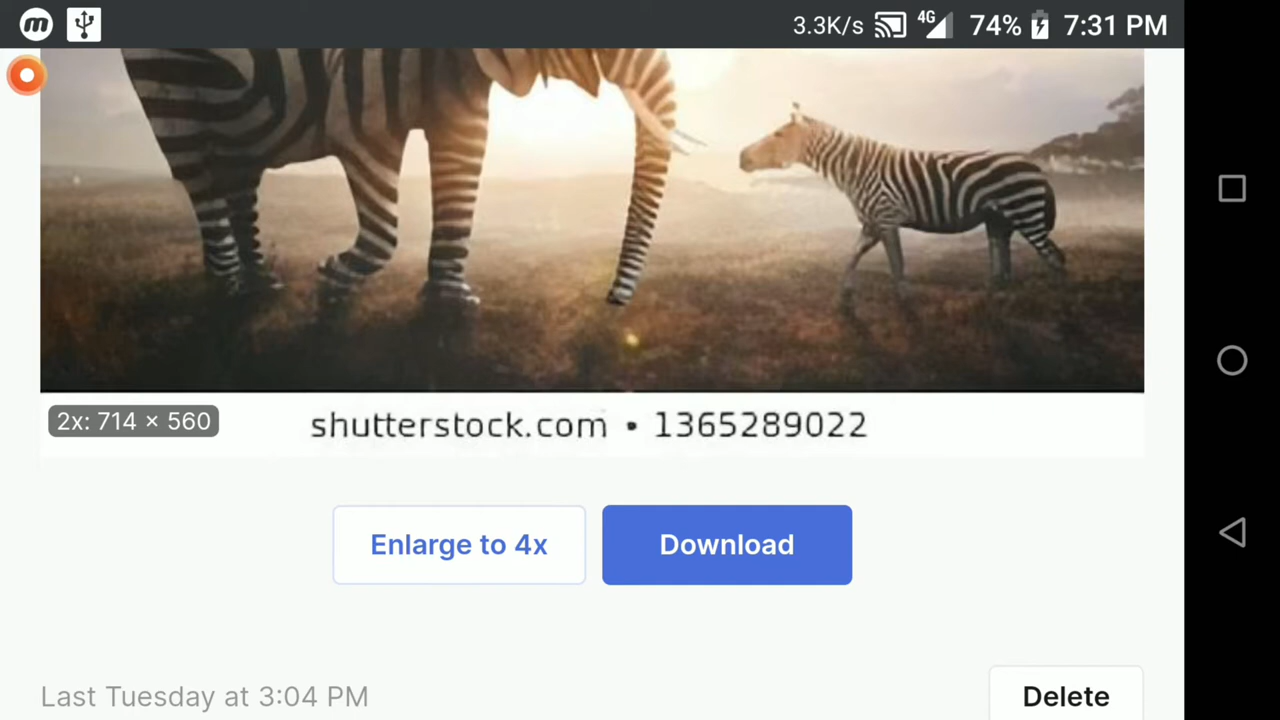 3.3K/s 4G 74% 7:31 PM
2x: 714 × 560
shutterstock.com • 1365289022
Enlarge to 4x
Download
Last Tuesday at 3:04 PM
Delete